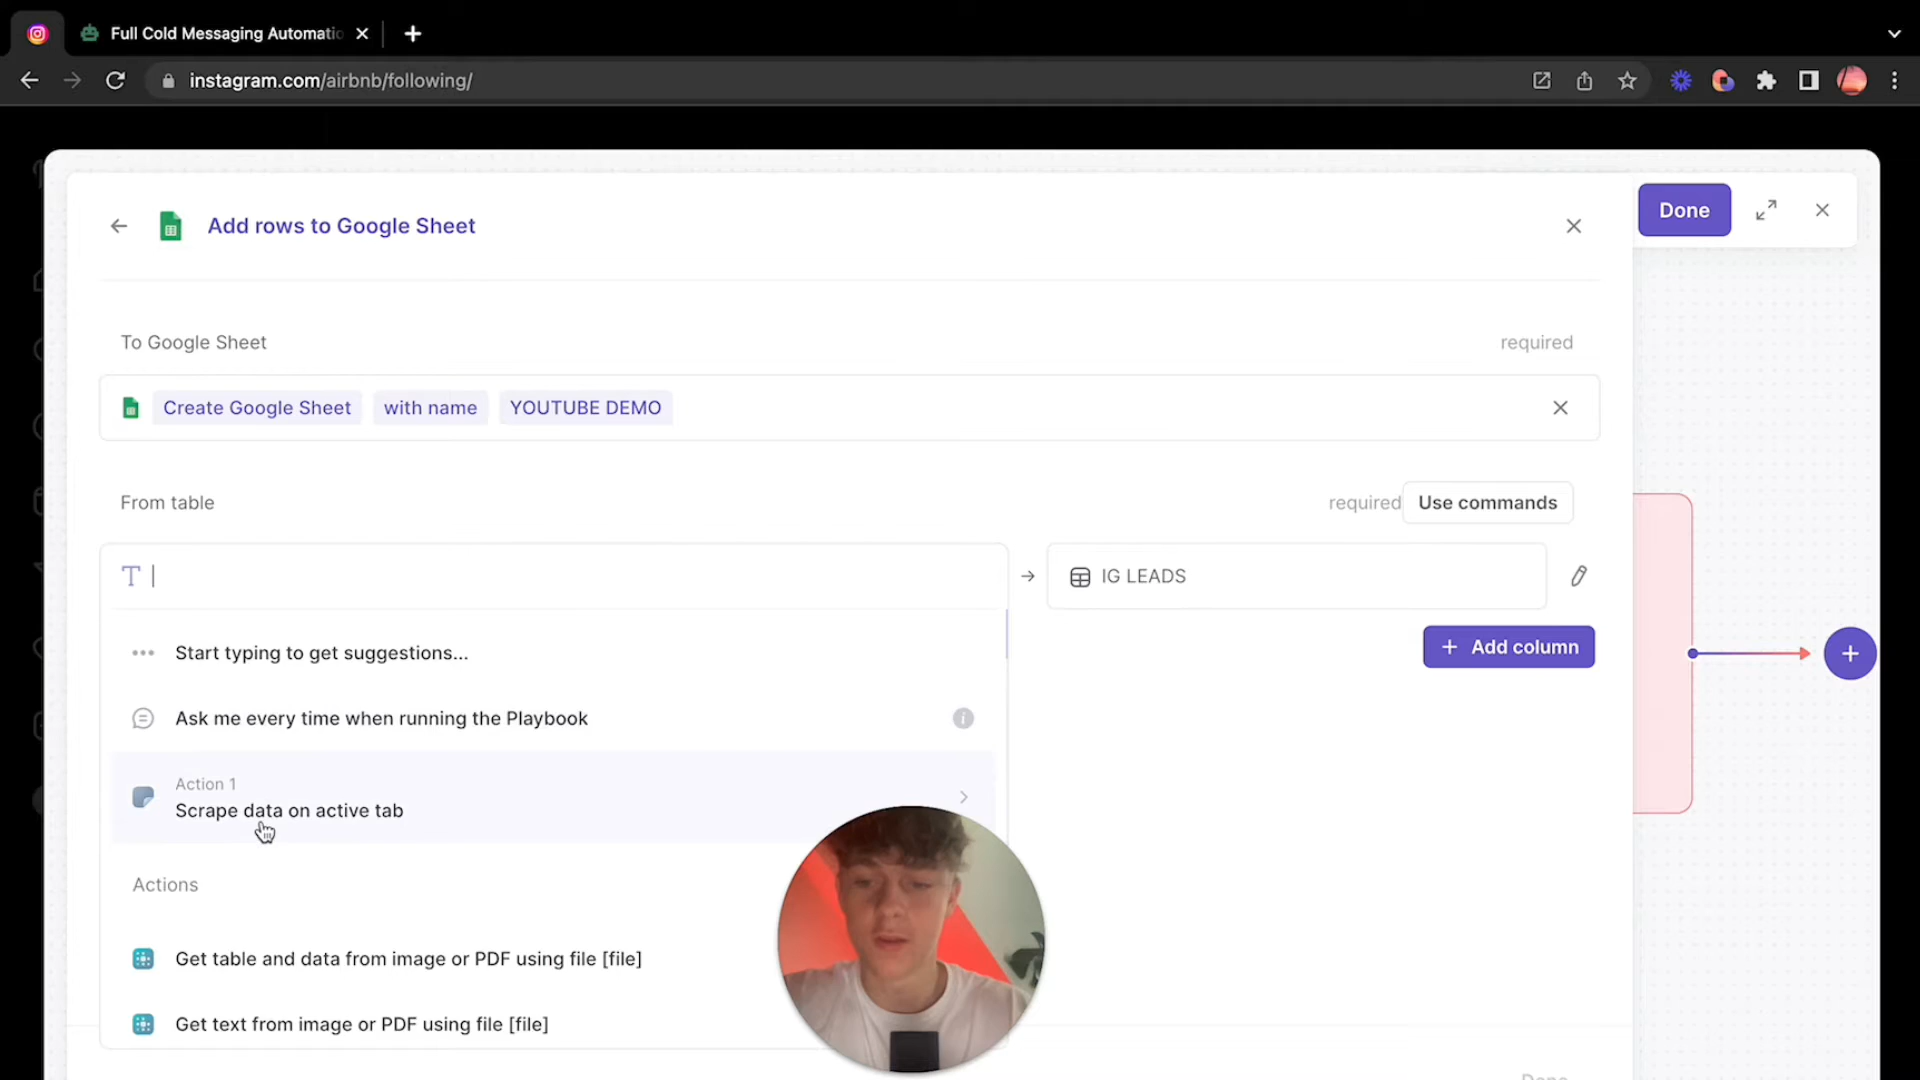 Full Cold Messaging Automatio
instagram.com/airbnb/following/
Add rows to Google Sheet
Done
To Google Sheet
required
Create Google Sheet with name YOUTUBE DEMO
From table
required
Use commands
IG LEADS
Start typing to get suggestions...
Add column
Ask me every time when running the Playbook
Action 1
Scrape data on active tab
Actions
Get table and data from image or PDF using file [file]
Get text from image or PDF using file [file]
Done